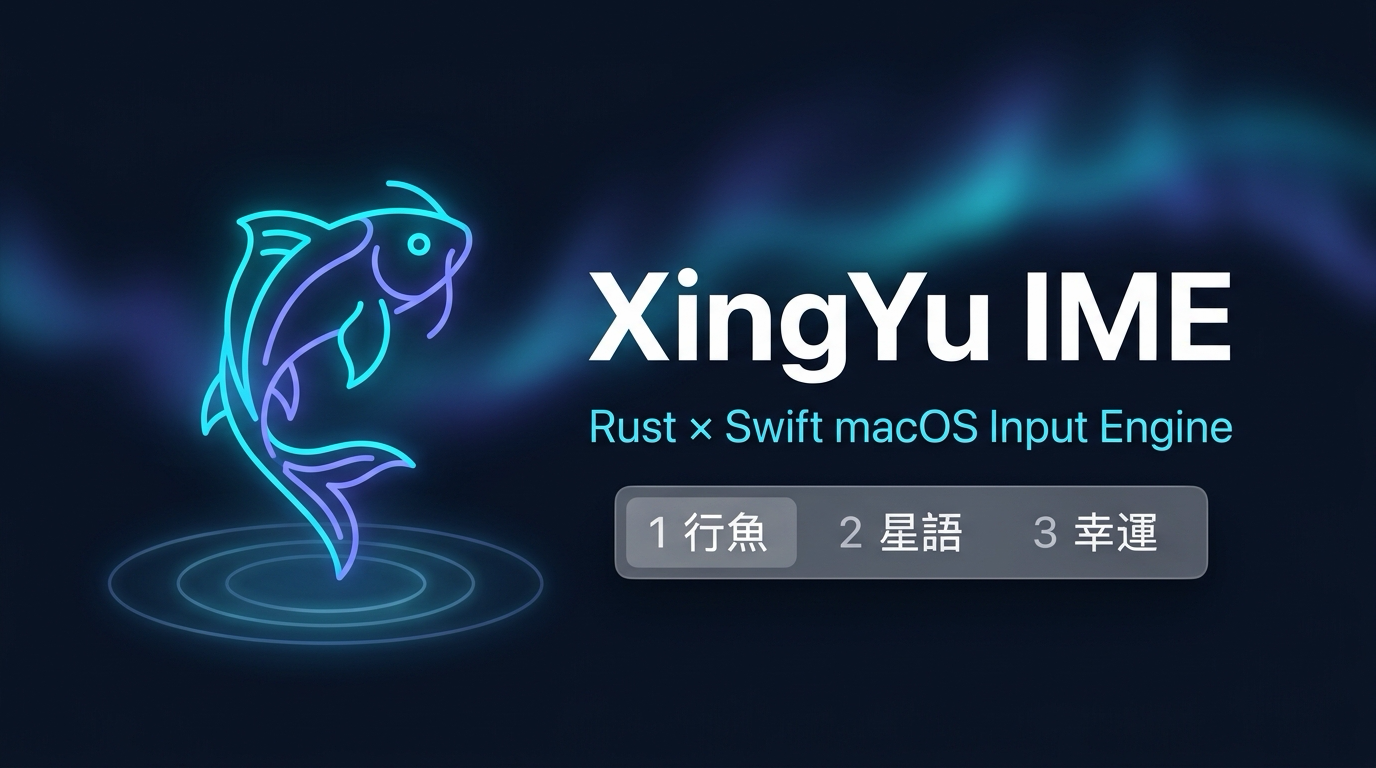 XingYu IME
Rust × Swift macOS Input Engine
1 行魚 2 星語 3 幸運